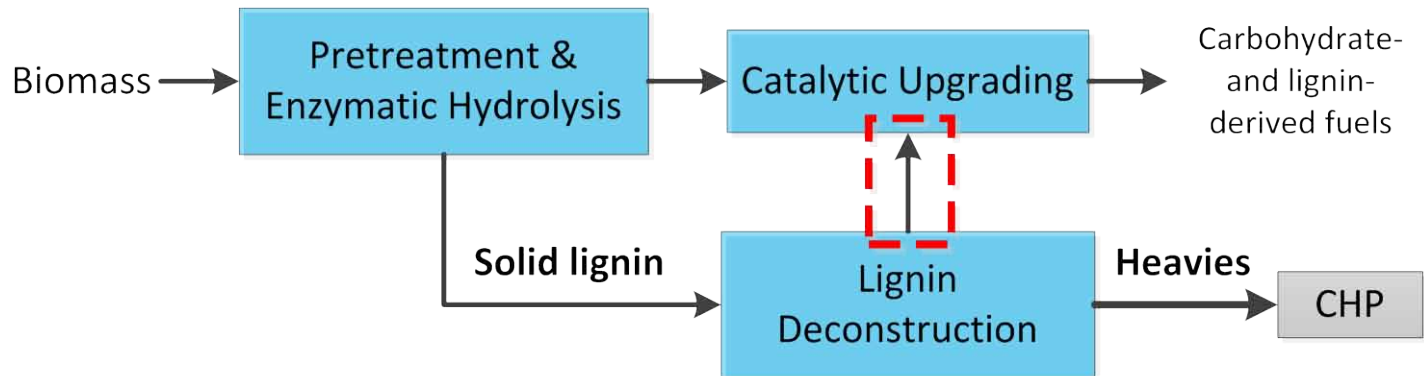 Biomass
Pretreatment &
Enzymatic Hydrolysis
Catalytic Upgrading
Carbohydrate-
and lignin-
derived fuels
Solid lignin
Lignin
Deconstruction
Heavies
CHP